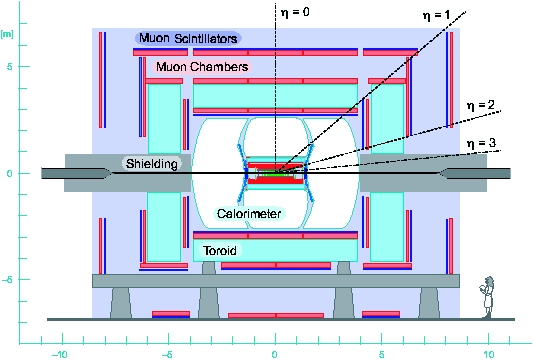 η = 0
η = 1
[m]
Muon Scintillators
5
Muon Chambers
η = 2
η = 3
Shielding
0
Calorimeter
Toroid
−5
−10 −5 0 5 10